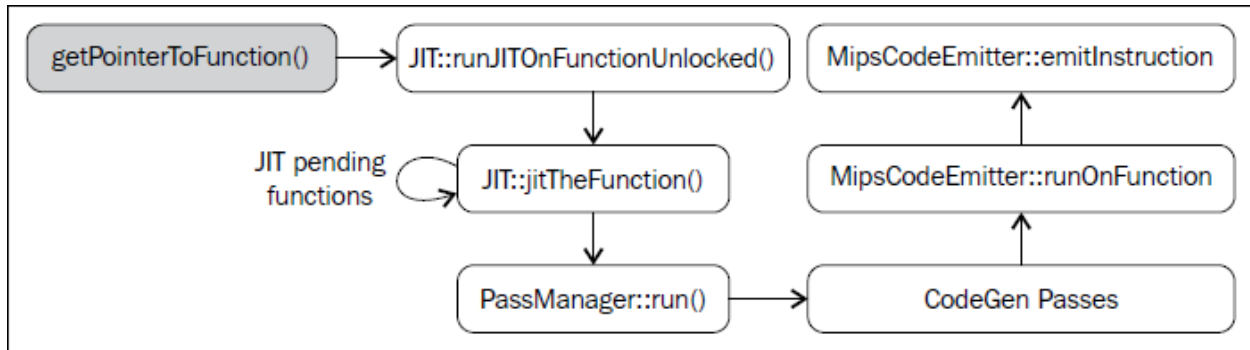 getPointerToFunction()
JIT::runJITOnFunctionUnlocked()
MipsCodeEmitter::emitInstruction
JIT pending
functions
JIT::jitTheFunction()
MipsCodeEmitter::runOnFunction
PassManager::run()
CodeGen Passes